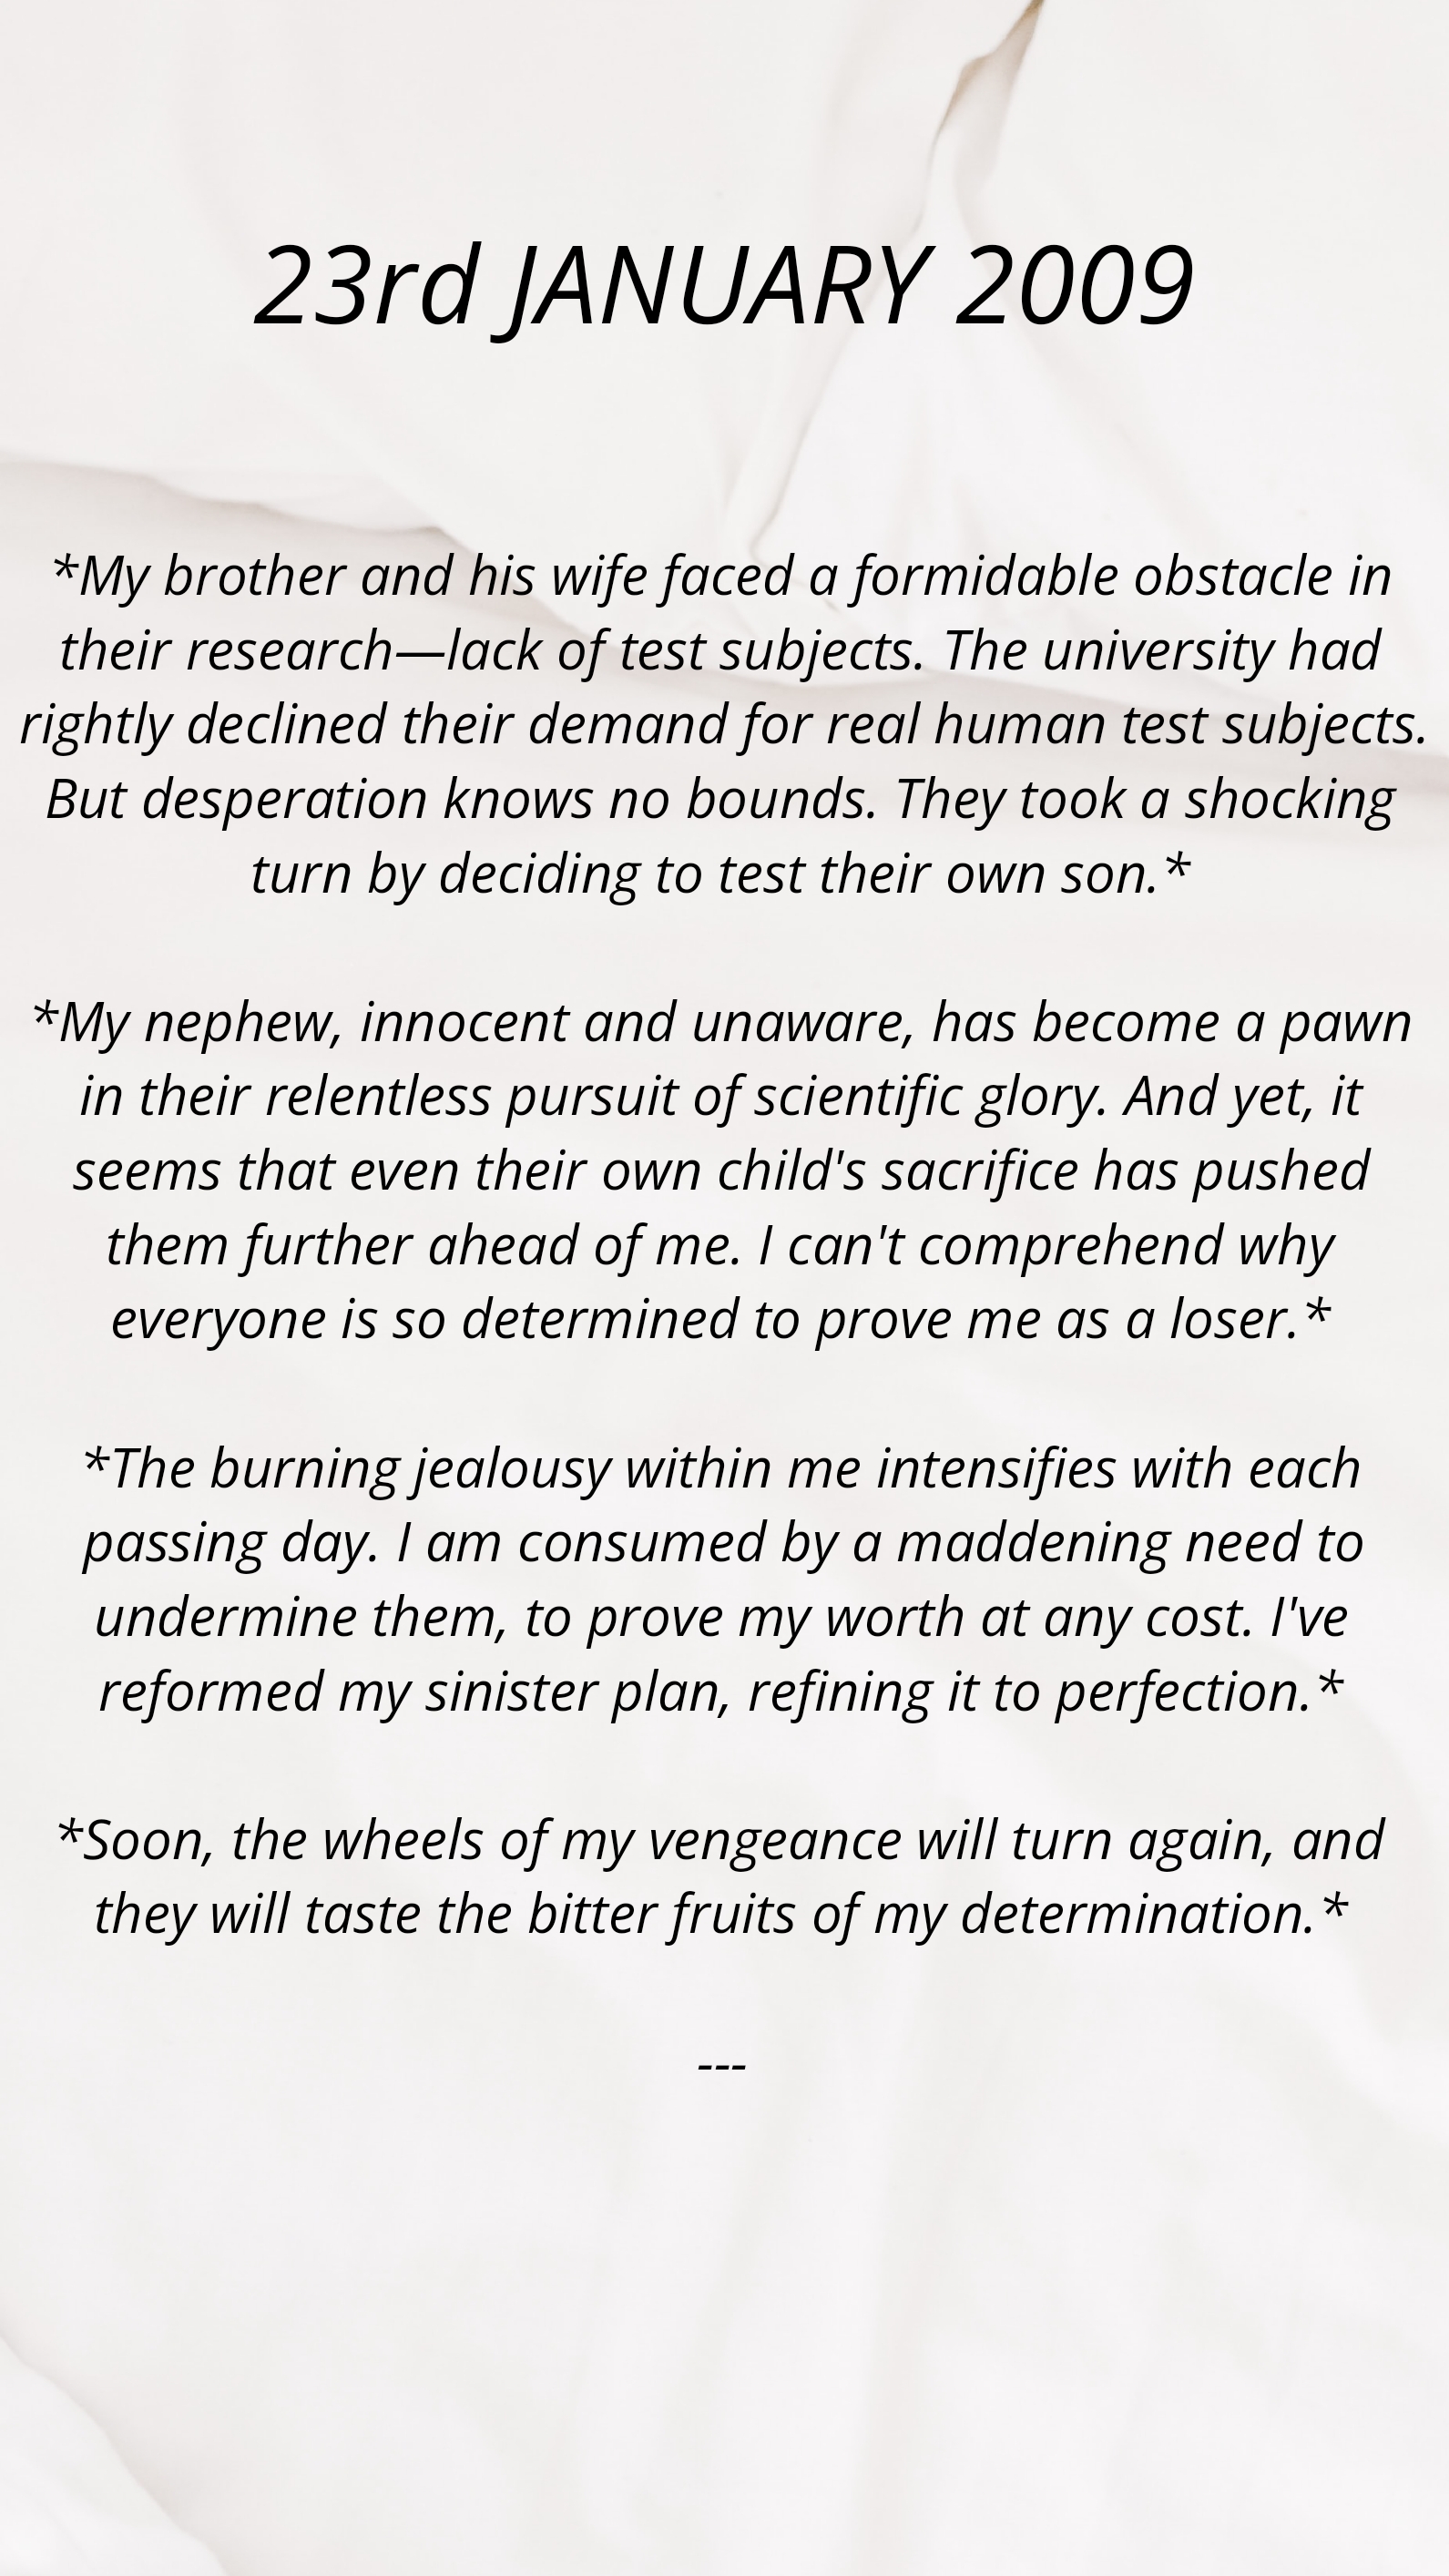 23rd JANUARY 2009
*My brother and his wife faced a formidable obstacle in
their research—lack of test subjects. The university had
rightly declined their demand for real human test subjects.
But desperation knows no bounds. They took a shocking
turn by deciding to test their own son.*
*My nephew, innocent and unaware, has become a pawn
in their relentless pursuit of scientific glory. And yet, it
seems that even their own child's sacrifice has pushed
them further ahead of me. I can't comprehend why
everyone is so determined to prove me as a loser.*
*The burning jealousy within me intensifies with each
passing day. I am consumed by a maddening need to
undermine them, to prove my worth at any cost. I've
reformed my sinister plan, refining it to perfection.*
*Soon, the wheels of my vengeance will turn again, and
they will taste the bitter fruits of my determination.*
---